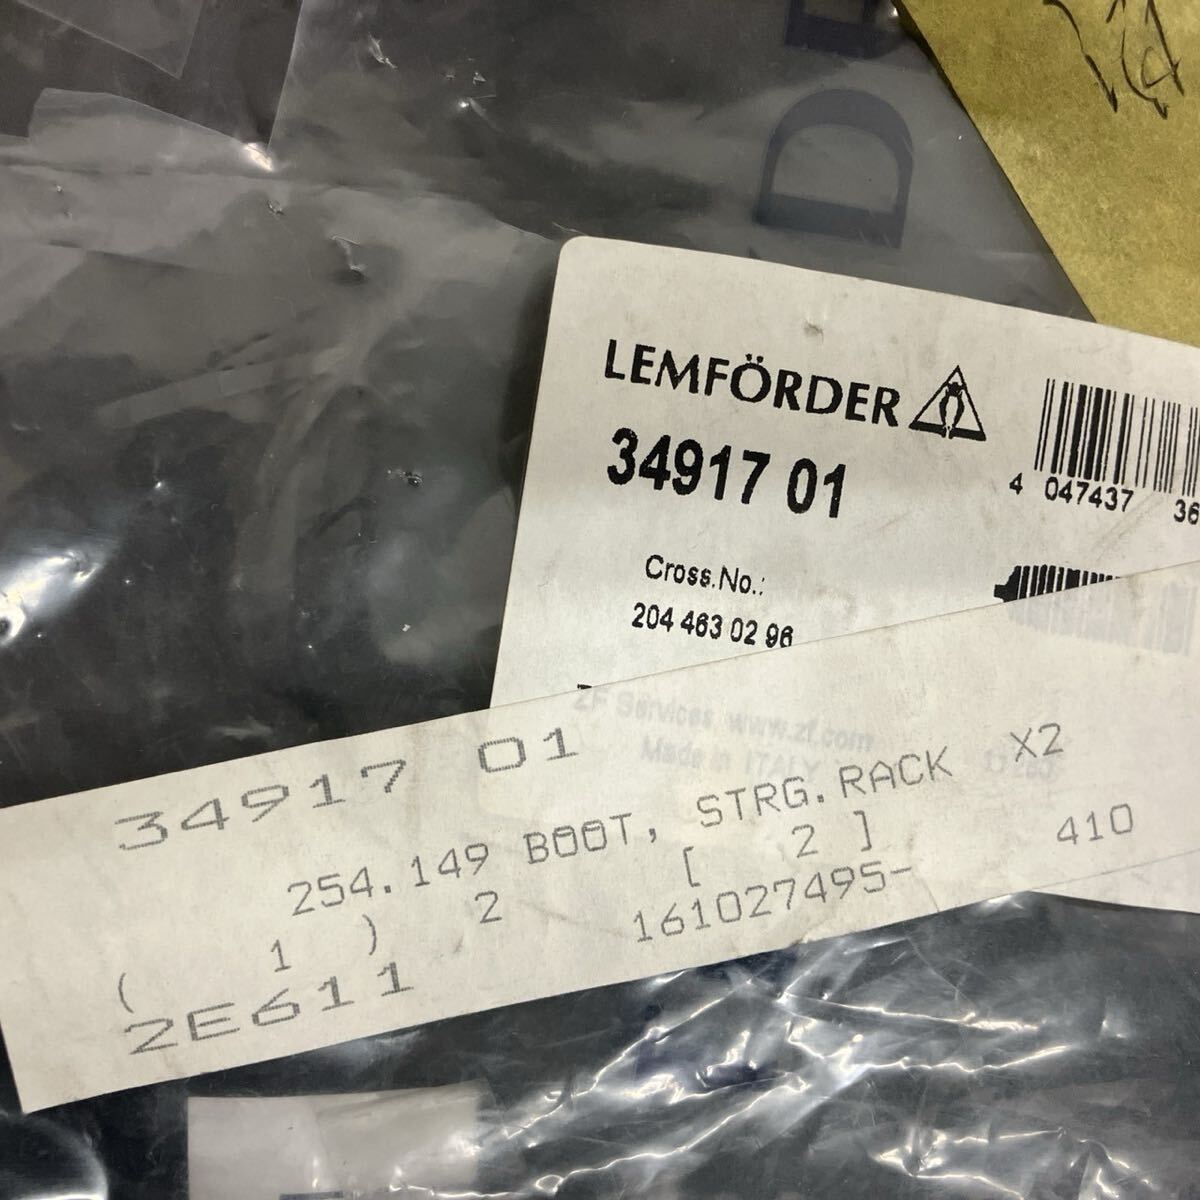 D
LEMFÖRDER
34917 01
4 047437 36
Cross.No.:
204 463 02 96
ZF Services www.zf.com
Made in ITALY
34917 01
254.149 BOOT, STRG.RACK X2
( 1 ) 2 [ 2 ] 410
2E611 161027495-